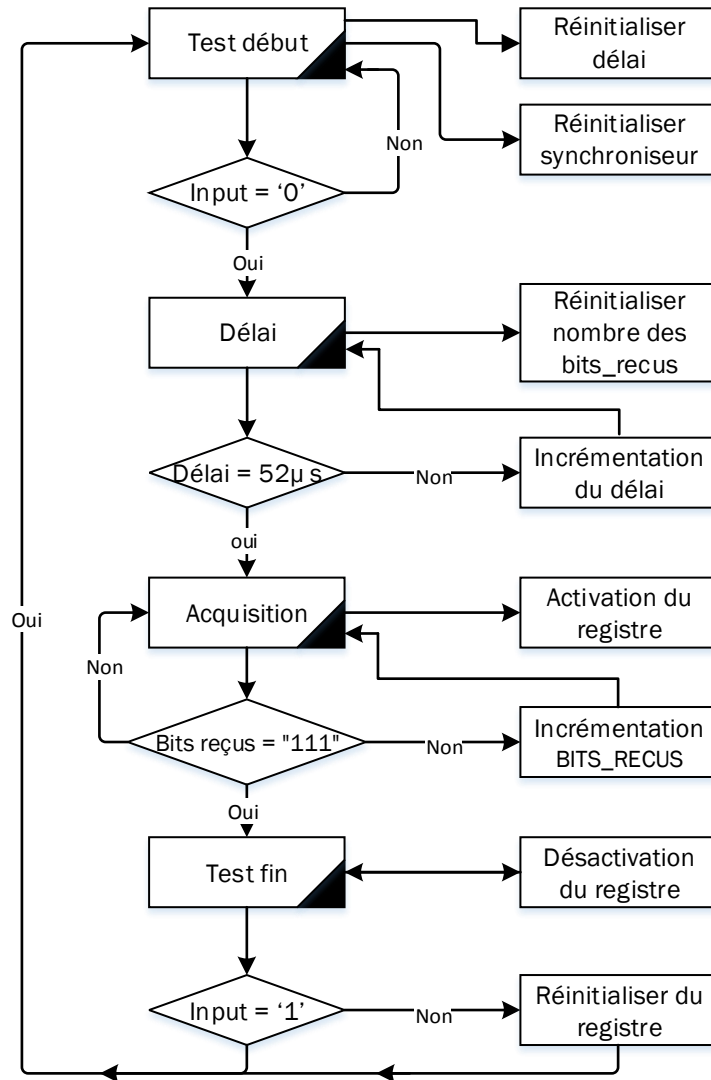 Test début
Réinitialiser
délai
Réinitialiser
synchroniseur
Non
Input = ‘0’
Oui
Délai
Réinitialiser
nombre des
bits_recus
Délai = 52µ s
Non
Incrémentation
du délai
oui
Acquisition
Activation du
registre
Oui
Non
Bits reçus = "111"
Non
Incrémentation
BITS_RECUS
Oui
Test fin
Désactivation
du registre
Input = ‘1’
Non
Réinitialiser du
registre